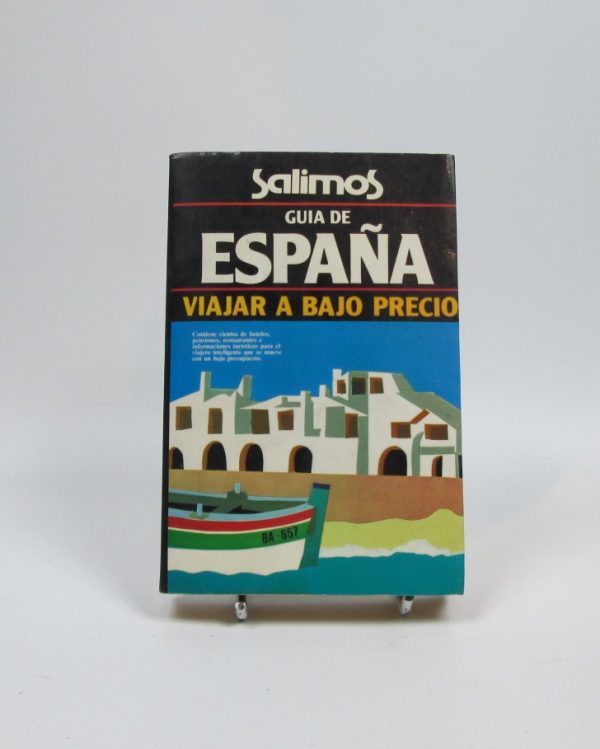 Salimos
GUIA DE
ESPAÑA
VIAJAR A BAJO PRECIO
Contiene cientos de hoteles,
pensiones, restaurantes e
informaciones turísticas para el
viajero inteligente que se mueve
con un bajo presupuesto.
BA 657